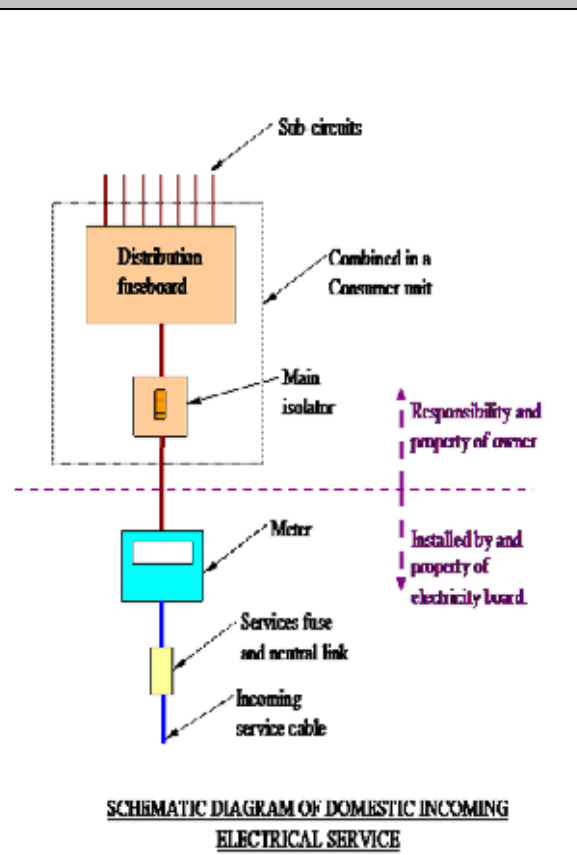 Sub circuits
Distribution
fuseboard
Combined in a
Consumer unit
Main
isolator
Responsibility and
property of owner
Meter
Installed by and
property of
electricity board.
Services fuse
and neutral link
Incoming
service cable
SCHEMATIC DIAGRAM OF DOMESTIC INCOMING
ELECTRICAL SERVICE